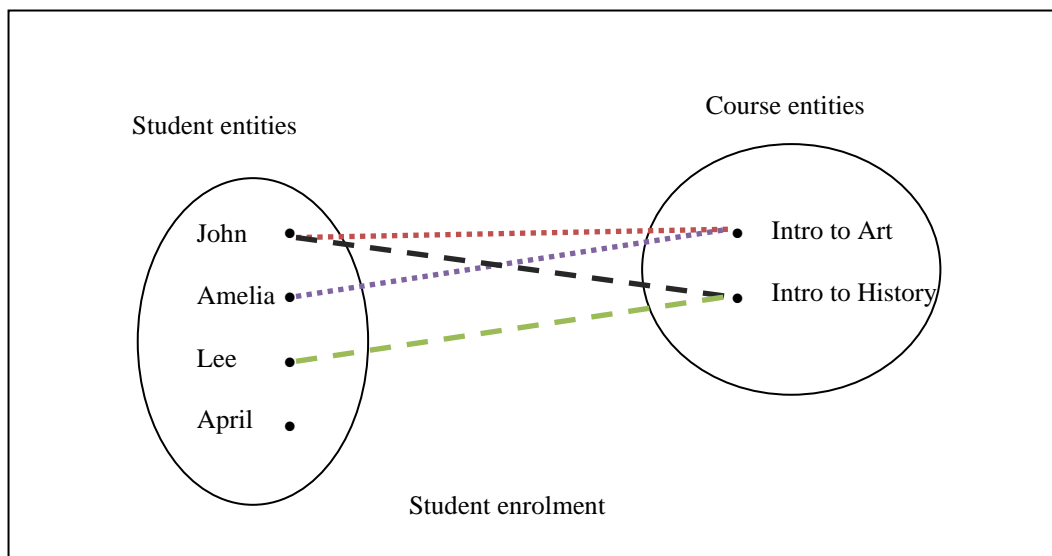 Course entities
Student entities
John
Amelia
Lee
April
Intro to Art
Intro to History
Student enrolment